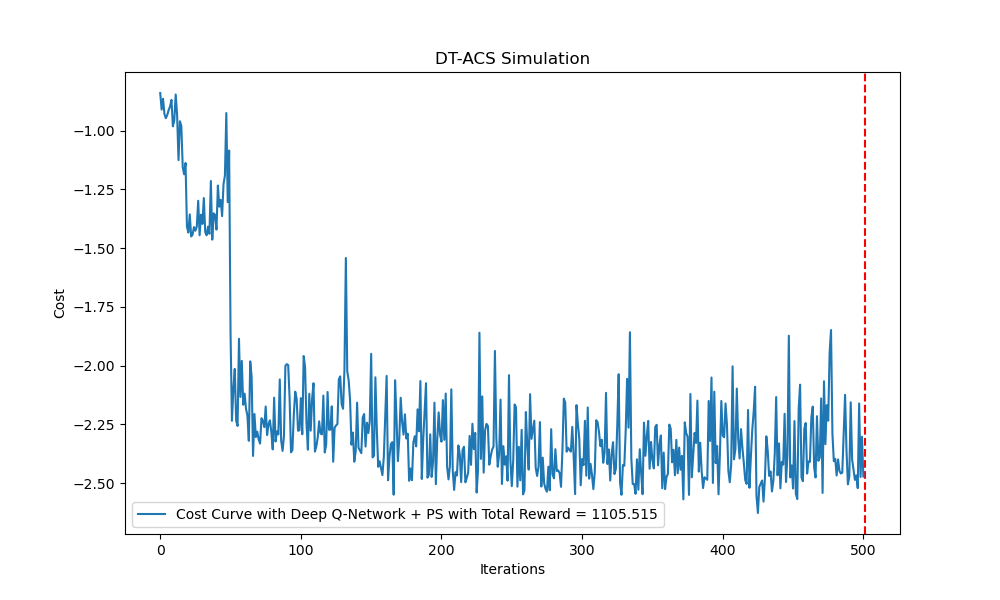 DT-ACS Simulation
−1.00
−1.25
−1.50
−1.75
−2.00
−2.25
−2.50
Cost
Cost Curve with Deep Q-Network + PS with Total Reward = 1105.515
0 100 200 300 400 500
Iterations